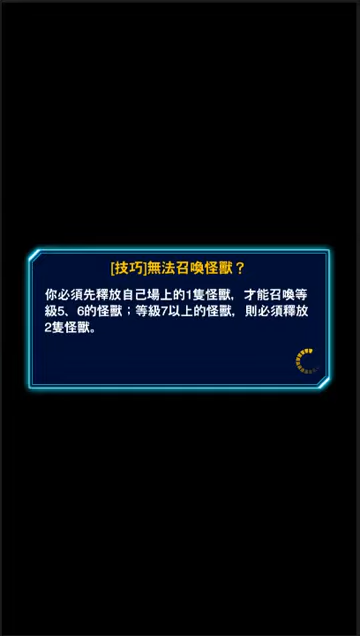 [技巧]無法召喚怪獸？
你必須先釋放自己場上的1隻怪獸，才能召喚等
級5、6的怪獸；等級7以上的怪獸，則必須釋放
2隻怪獸。